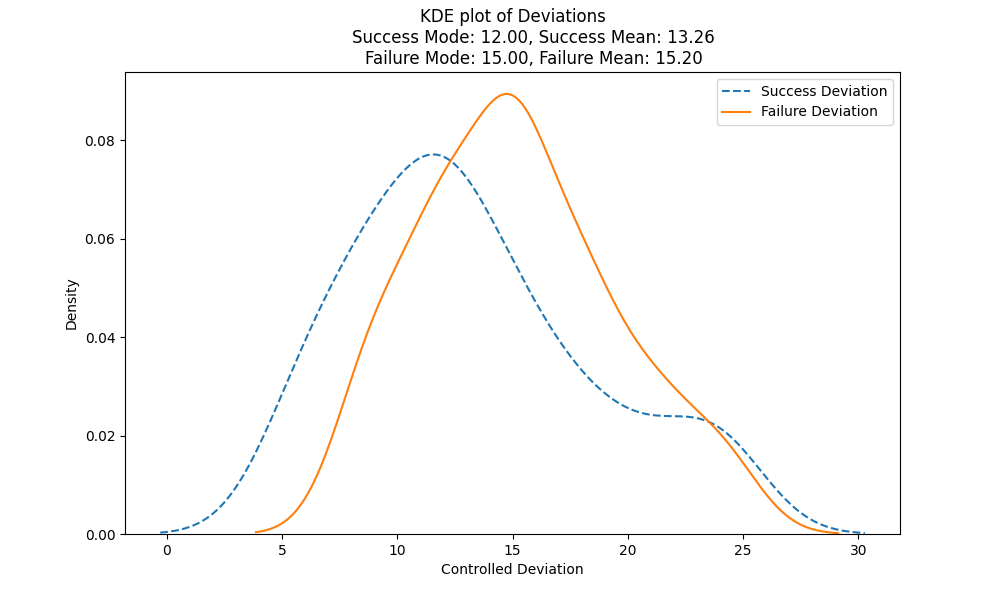 KDE plot of Deviations
Success Mode: 12.00, Success Mean: 13.26
Failure Mode: 15.00, Failure Mean: 15.20
Success Deviation
Failure Deviation
0.08
0.06
0.04
0.02
0.00
Density
0 5 10 15 20 25 30
Controlled Deviation